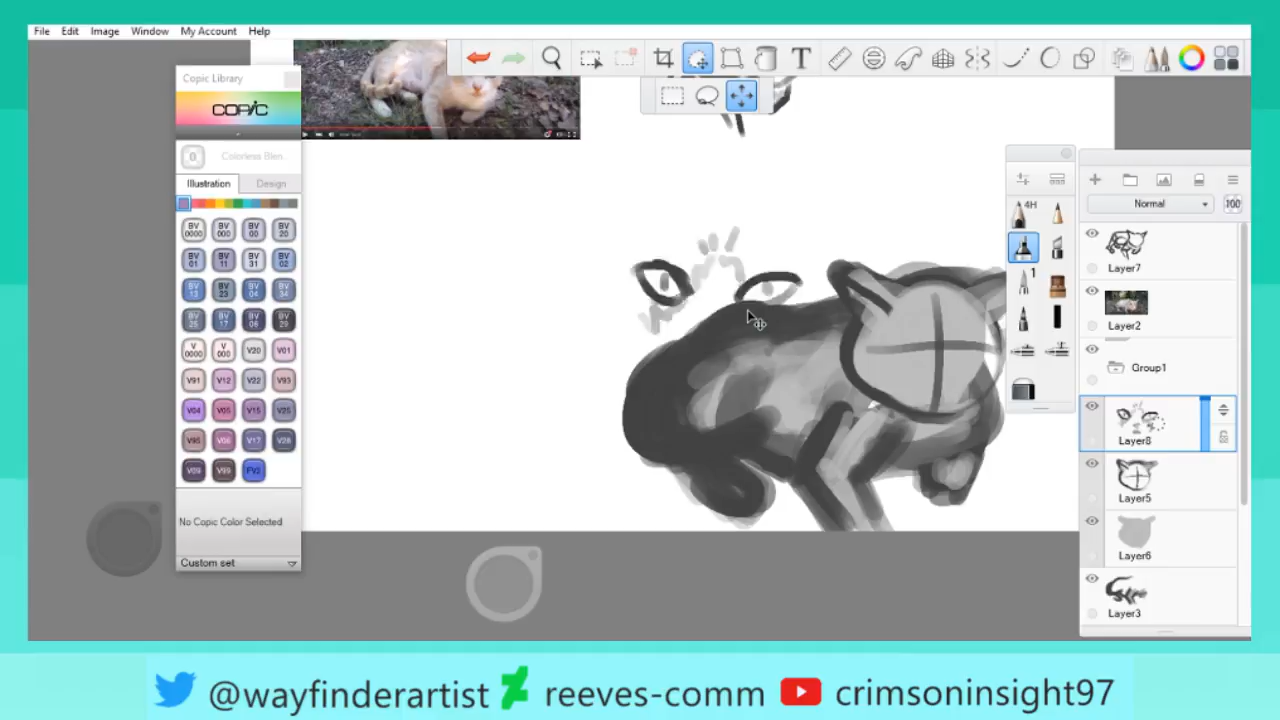 File Edit Image Window My Account Help
Copic Library
COPIC
0 Colorless Blen
Illustration Design
BV 0000 BV 000 BV 00 BV 20
BV 01 BV 11 BV 31 BV 02
BV 13 BV 23 BV 04 BV 34
BV 25 BV 17 BV 08 BV 29
V 0000 V 000 V20 V01
V91 V12 V22 V93
V04 V05 V15 V25
V95 V06 V17 V28
V09 V99 FV2
No Copic Color Selected
Custom set
T
4H
1
Normal 100
Layer7
Layer2
Group1
Layer8
Layer5
Layer6
Layer3
@wayfinderartist reeves-comm crimsoninsight97